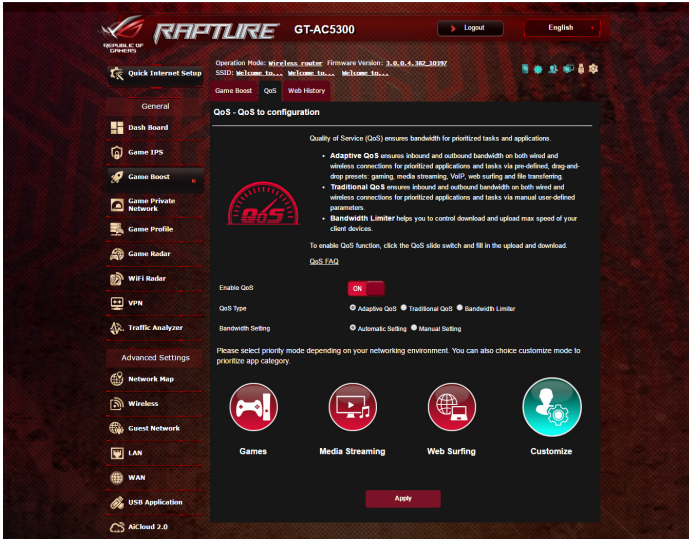 REPUBLIC OF
GAMERS
RAPTURE
GT-AC5300
Logout
English
Quick Internet Setup
Operation Mode: Wireless router Firmware Version: 3.0.0.4.382_10397
SSID: Welcome to... Welcome to... Welcome to...
Game Boost QoS Web History
General
Dash Board
Game IPS
Game Boost
Game Private
Network
Game Profile
Game Radar
WiFi Radar
VPN
Traffic Analyzer
Advanced Settings
Network Map
Wireless
Guest Network
LAN
WAN
USB Application
AiCloud 2.0
QoS - QoS to configuration
Quality of Service (QoS) ensures bandwidth for prioritized tasks and applications.
• Adaptive QoS ensures inbound and outbound bandwidth on both wired and
wireless connections for prioritized applications and tasks via pre-defined, drag-and-
drop presets: gaming, media streaming, VoIP, web surfing and file transferring.
• Traditional QoS ensures inbound and outbound bandwidth on both wired and
wireless connections for prioritized applications and tasks via manual user-defined
parameters.
• Bandwidth Limiter helps you to control download and upload max speed of your
client devices.
QoS
To enable QoS function, click the QoS slide switch and fill in the upload and download.
QoS FAQ
Enable QoS ON
QoS Type Adaptive QoS Traditional QoS Bandwidth Limiter
Bandwidth Setting Automatic Setting Manual Setting
Please select priority mode depending on your networking environment. You can also choice customize mode to
prioritize app category.
Games Media Streaming Web Surfing Customize
Apply